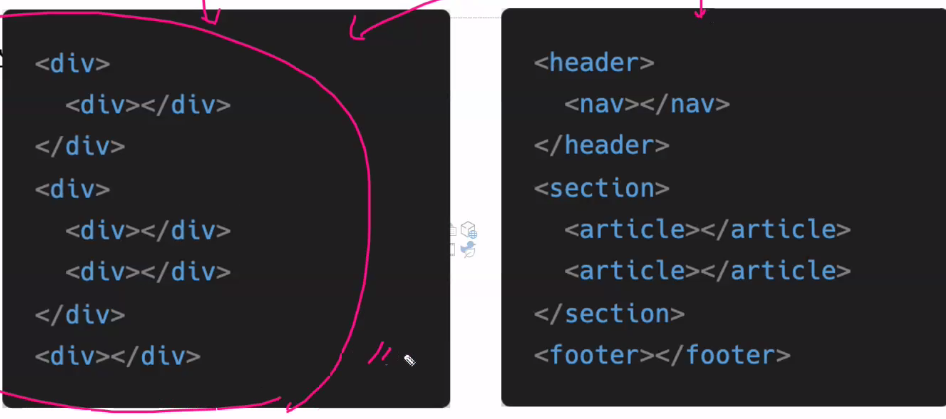 <div>
<div></div>
</div>
<div>
<div></div>
<div></div>
</div>
<div></div>
<header>
<nav></nav>
</header>
<section>
<article></article>
<article></article>
</section>
<footer></footer>